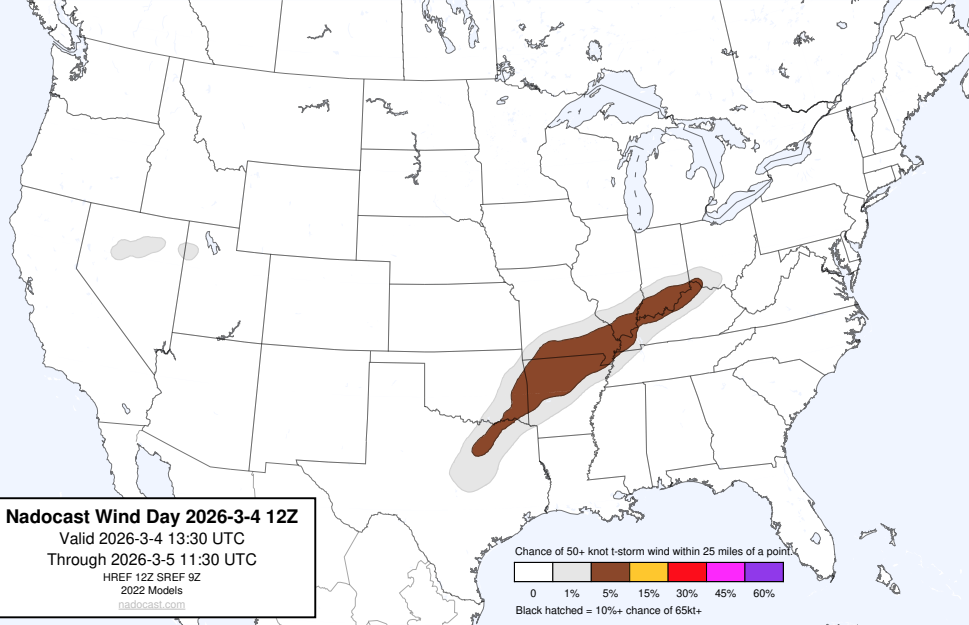 Nadocast Wind Day 2026-3-4 12Z
Valid 2026-3-4 13:30 UTC
Through 2026-3-5 11:30 UTC
HREF 12Z SREF 9Z
2022 Models
nadocast.com
Chance of 50+ knot t-storm wind within 25 miles of a point.
0 1% 5% 15% 30% 45% 60%
Black hatched = 10%+ chance of 65kt+